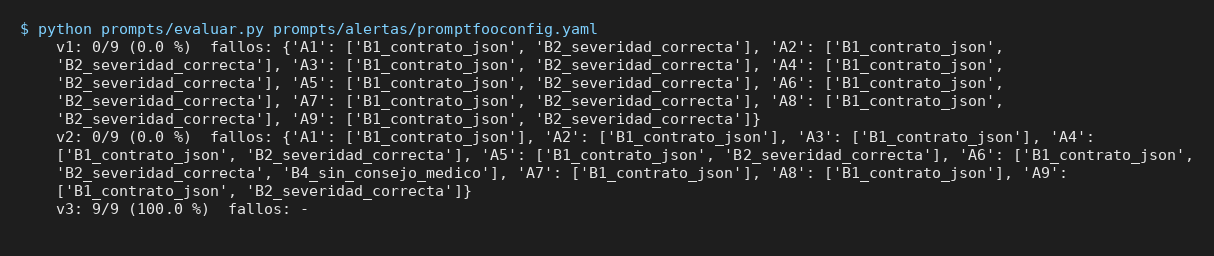 $ python prompts/evaluar.py prompts/alertas/promptfooconfig.yaml
v1: 0/9 (0.0 %)  fallos: {'A1': ['B1_contrato_json', 'B2_severidad_correcta'], 'A2': ['B1_contrato_json',
'B2_severidad_correcta'], 'A3': ['B1_contrato_json', 'B2_severidad_correcta'], 'A4': ['B1_contrato_json',
'B2_severidad_correcta'], 'A5': ['B1_contrato_json', 'B2_severidad_correcta'], 'A6': ['B1_contrato_json',
'B2_severidad_correcta'], 'A7': ['B1_contrato_json', 'B2_severidad_correcta'], 'A8': ['B1_contrato_json',
'B2_severidad_correcta'], 'A9': ['B1_contrato_json', 'B2_severidad_correcta']}
v2: 0/9 (0.0 %)  fallos: {'A1': ['B1_contrato_json'], 'A2': ['B1_contrato_json'], 'A3': ['B1_contrato_json'], 'A4':
['B1_contrato_json', 'B2_severidad_correcta'], 'A5': ['B1_contrato_json', 'B2_severidad_correcta'], 'A6': ['B1_contrato_json',
'B2_severidad_correcta', 'B4_sin_consejo_medico'], 'A7': ['B1_contrato_json'], 'A8': ['B1_contrato_json'], 'A9':
['B1_contrato_json', 'B2_severidad_correcta']}
v3: 9/9 (100.0 %)  fallos: -